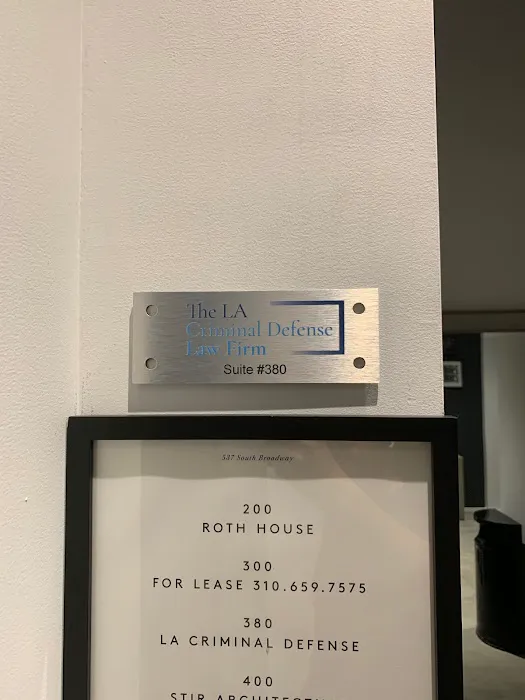 The LA
Criminal Defense
Law Firm
Suite #380
537 South Broadway
200
ROTH HOUSE
300
FOR LEASE 310.659.7575
380
LA CRIMINAL DEFENSE
400
STIR